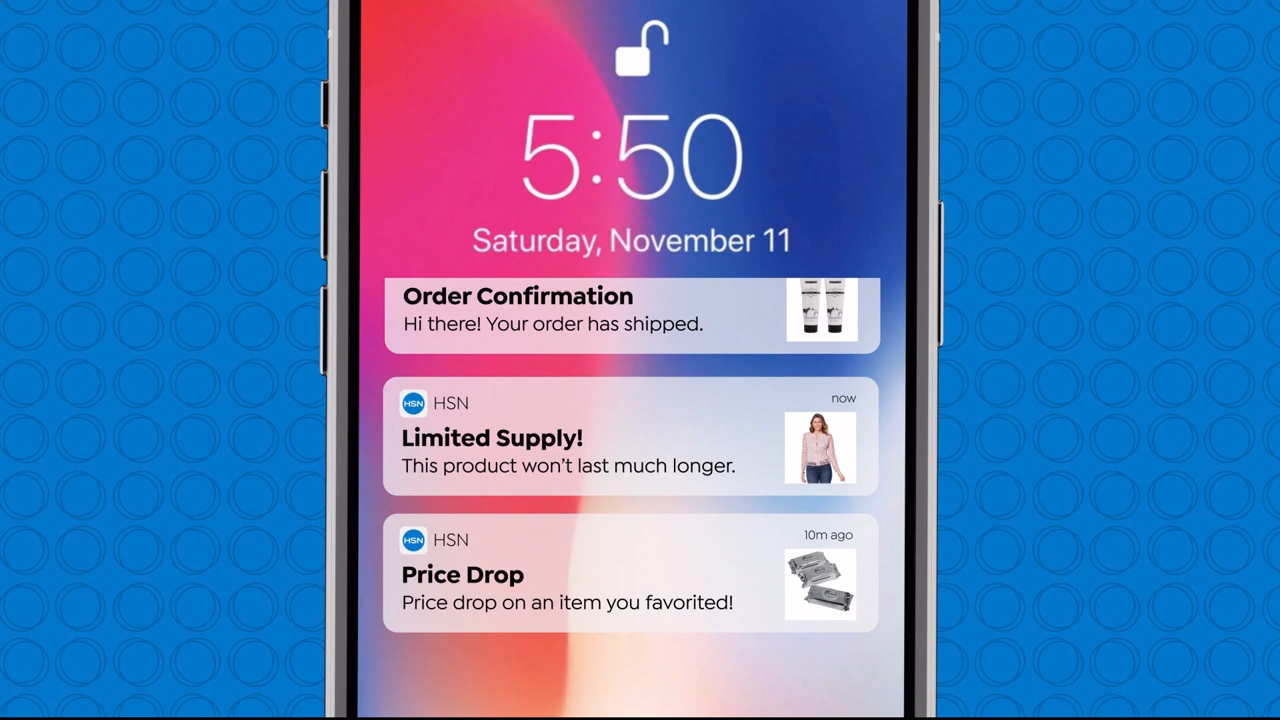 5:50
Saturday, November 11
Order Confirmation
Hi there! Your order has shipped.
HSN HSN
now
Limited Supply!
This product won't last much longer.
HSN HSN
10m ago
Price Drop
Price drop on an item you favorited!